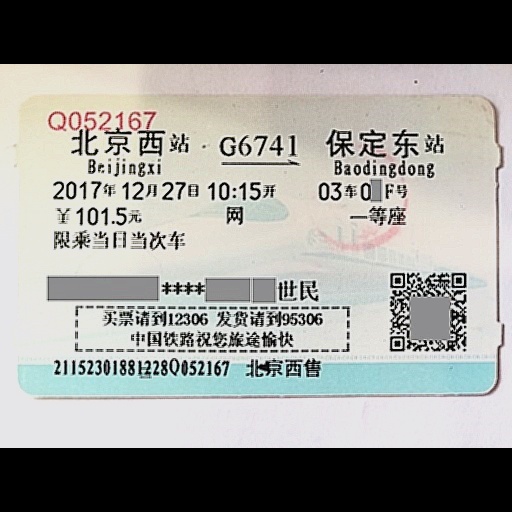 Q052167
北京西站 G6741 保定东站
Beijingxi Baodingdong
2017年12月27日10:15开 03车0 F号
￥101.5元 网 一等座
限乘当日当次车
**** 世民
买票请到12306 发货请到95306
中国铁路祝您旅途愉快
21152301881228Q052167 北京西售